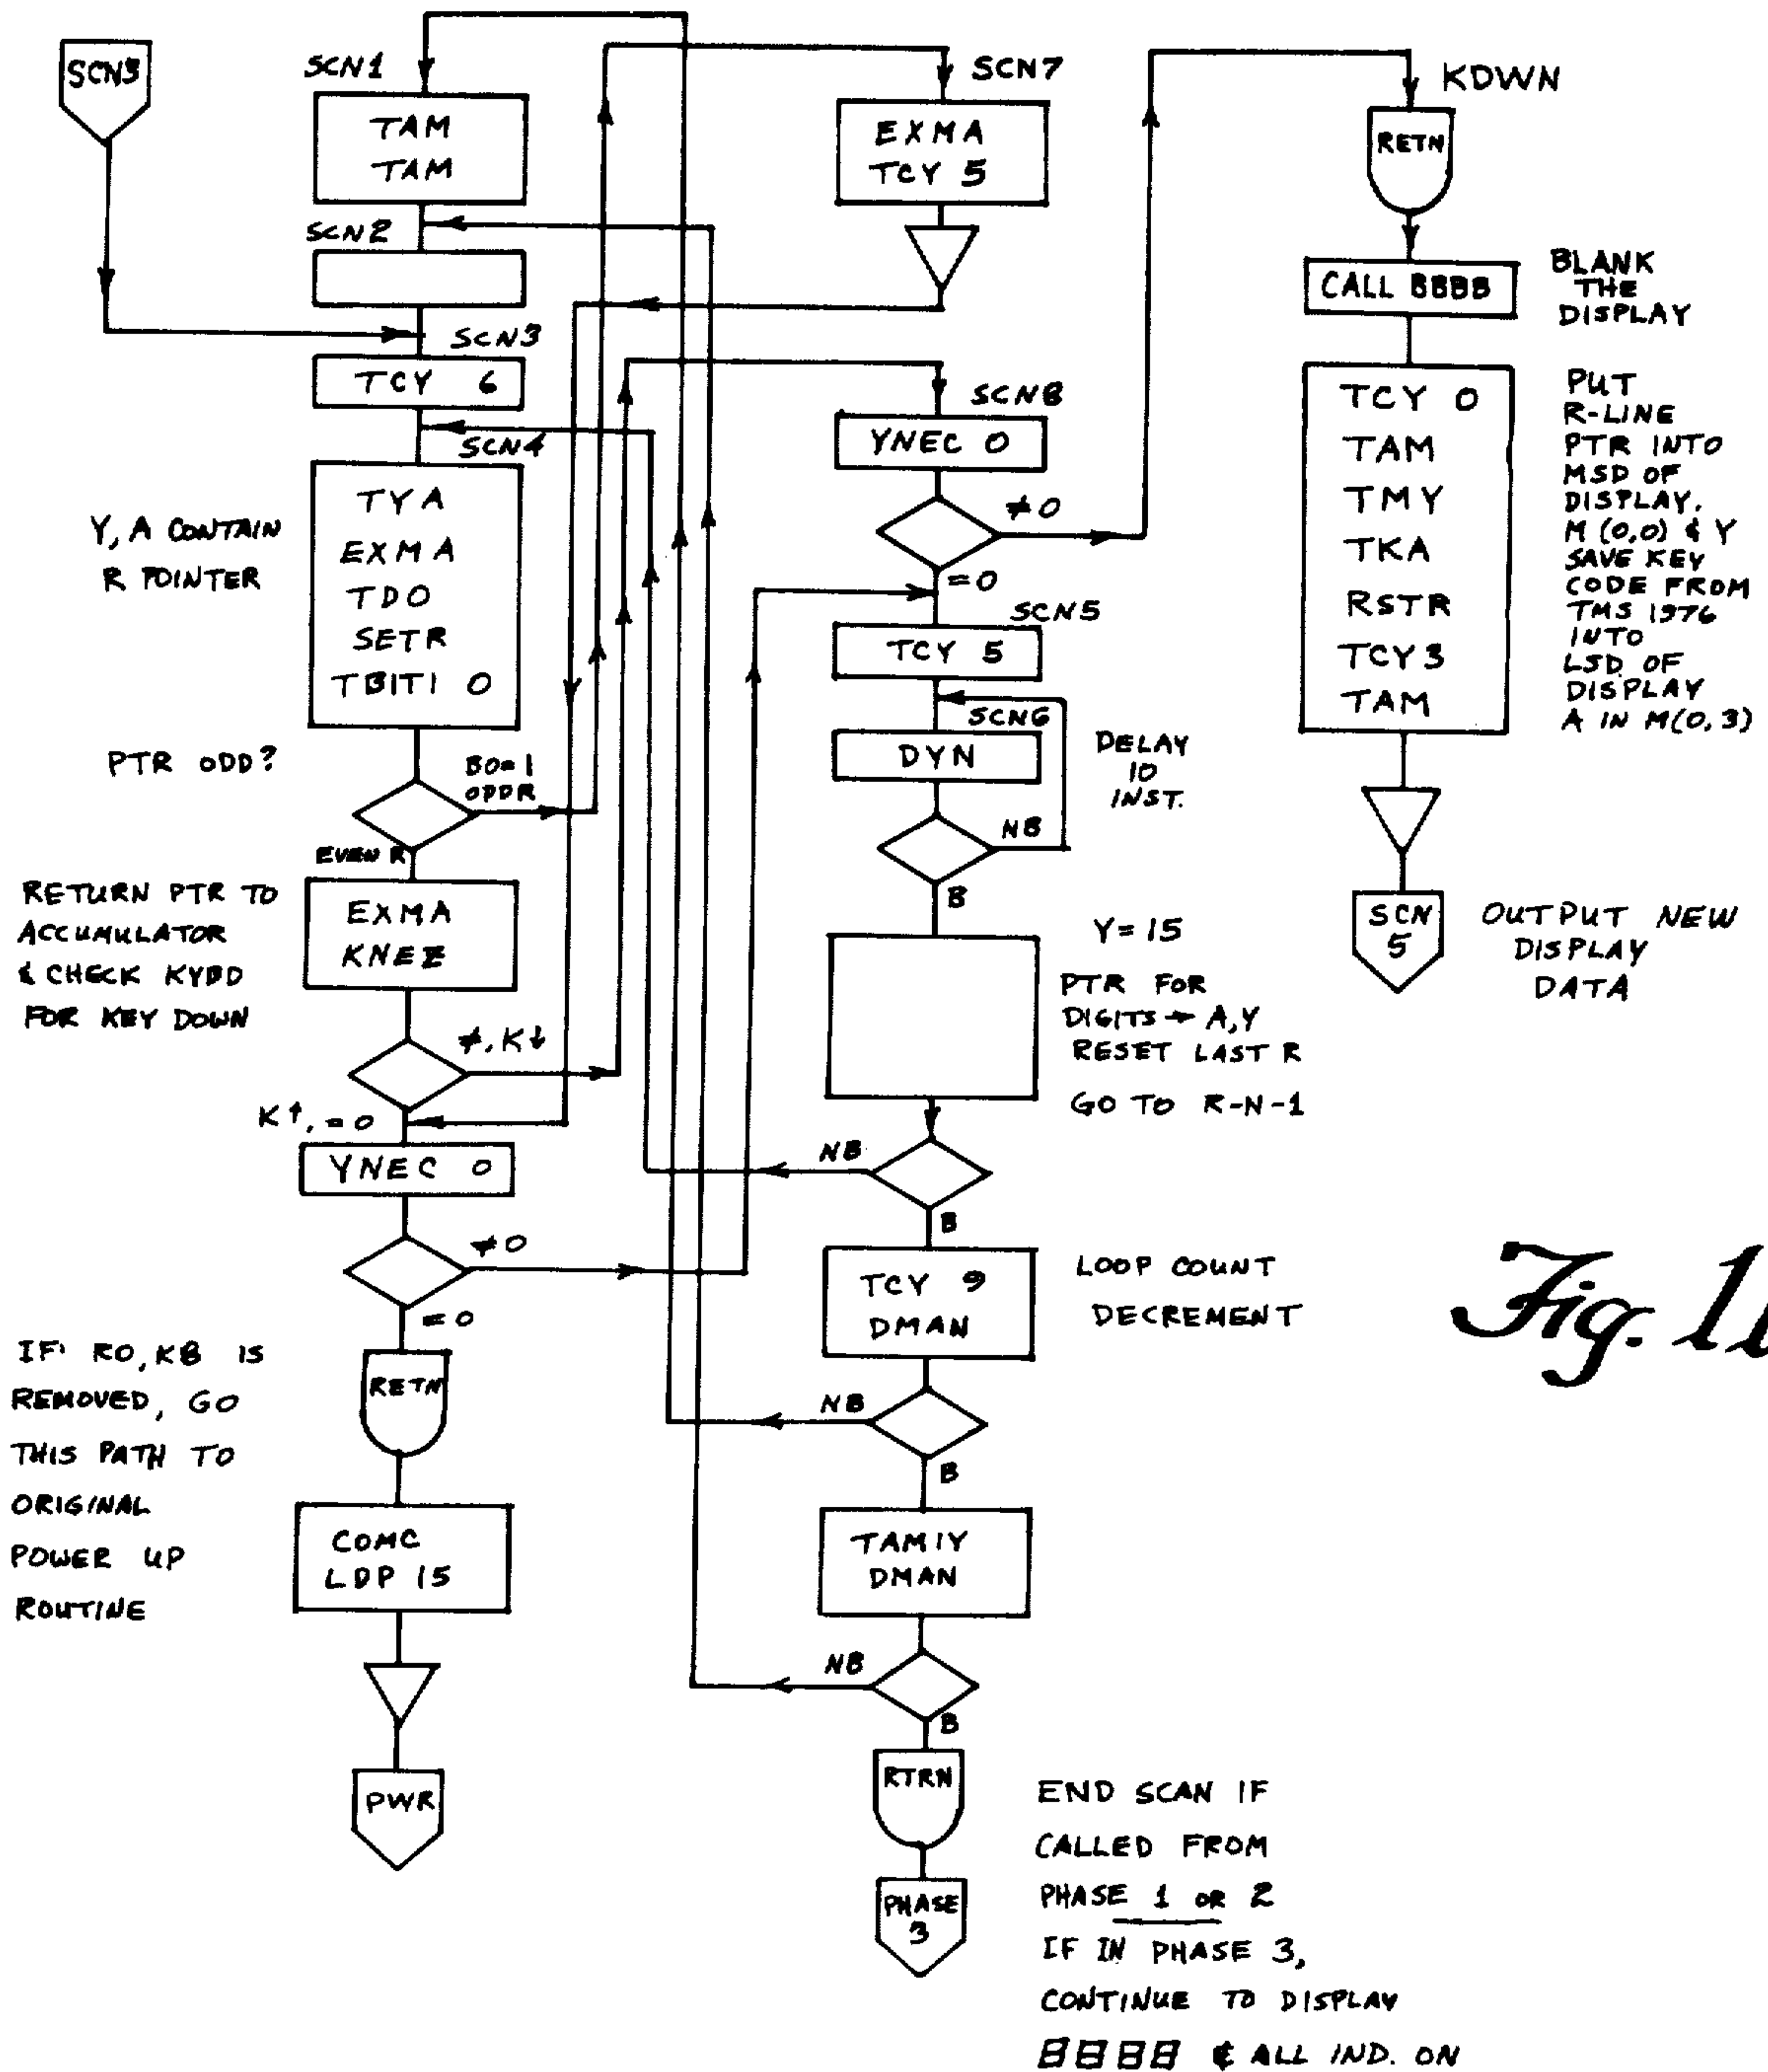 SCN3
SCN1
TAM
TAM
SCN2
SCN3
TCY 6
SCN4
Y, A CONTAIN
R POINTER
TYA
EXMA
TDO
SETR
TBIT1 0
PTR ODD?
B0=1
ODDR
EVEN R
RETURN PTR TO
ACCUMULATOR
& CHECK KYBD
FOR KEY DOWN
EXMA
KNEZ
≠, K↓
K↑, =0
YNEC 0
≠0
=0
IF R0, K8 IS
REMOVED, GO
THIS PATH TO
ORIGINAL
POWER UP
ROUTINE
RETN
COMC
LDP 15
PWR
SCN7
EXMA
TCY 5
SCN8
YNEC 0
≠0
=0
SCN5
TCY 5
SCN6
DYN
DELAY
10
INST.
NB
B
Y=15
PTR FOR
DIGITS → A,Y
RESET LAST R
GO TO R-N-1
NB
B
TCY 9
DMAN
LOOP COUNT
DECREMENT
NB
B
TAMIY
DMAN
NB
B
RTRN
PHASE
3
END SCAN IF
CALLED FROM
PHASE 1 OR 2
IF IN PHASE 3,
CONTINUE TO DISPLAY
8888 & ALL IND. ON
KDWN
RETN
CALL 8888
BLANK
THE
DISPLAY
TCY 0
TAM
TMY
TKA
RSTR
TCY3
TAM
PUT
R-LINE
PTR INTO
MSD OF
DISPLAY.
M (0,0) & Y
SAVE KEY
CODE FROM
TMS 1976
INTO
LSD OF
DISPLAY
A IN M(0,3)
SCN
5
OUTPUT NEW
DISPLAY
DATA